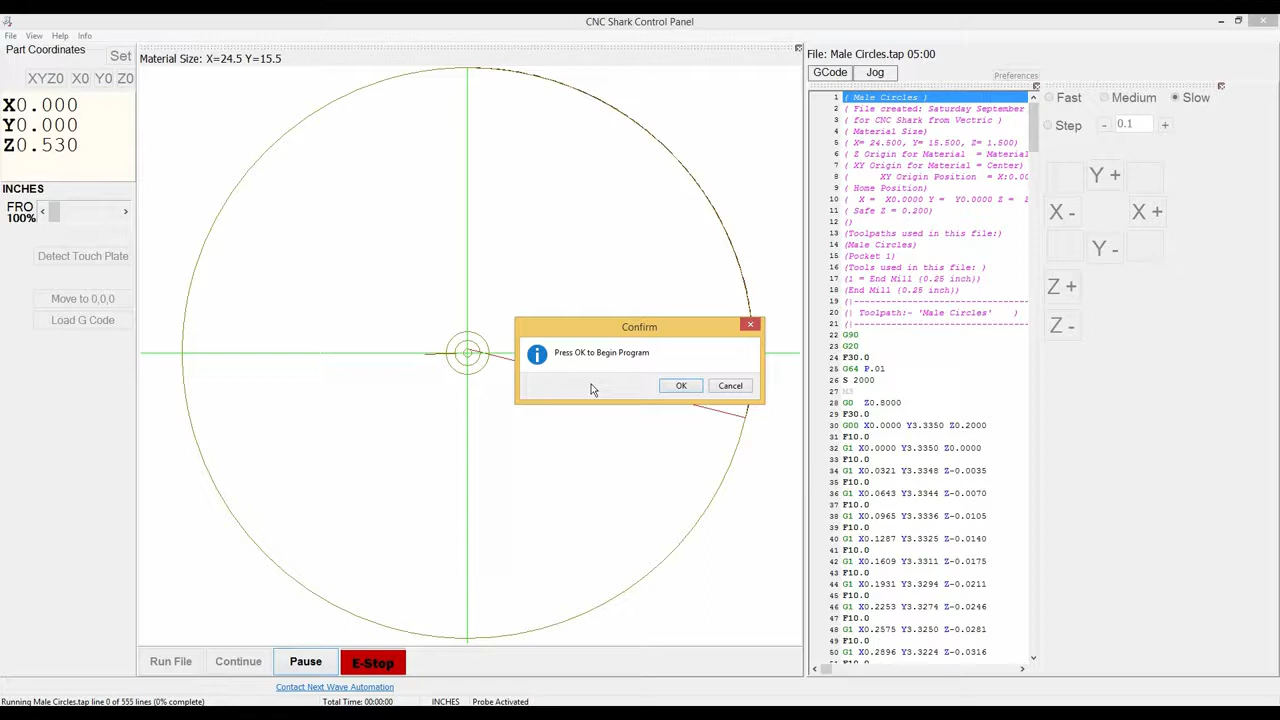 CNC Shark Control Panel
File View Help Info
Part Coordinates
Set
XYZ0 X0 Y0 Z0
X0.000
Y0.000
Z0.530
INCHES
FRO
100%
Detect Touch Plate
Move to 0,0,0
Load G Code
Material Size: X=24.5 Y=15.5
Confirm
Press OK to Begin Program
OK Cancel
Run File Continue Pause E-Stop
Contact Next Wave Automation
File: Male Circles.tap 05:00
GCode Jog Preferences
1 ( Male Circles )
2 ( File created: Saturday September
3 ( for CNC Shark from Vectric )
4 ( Material Size)
5 ( X= 24.500, Y= 15.500, Z= 1.500)
6 ( Z Origin for Material = Materia
7 ( XY Origin for Material = Center)
8 ( XY Origin Position = X:0.00
9 ( Home Position)
10 ( X = X0.0000 Y = Y0.0000 Z =
11 ( Safe Z = 0.200)
12 ()
13 (Toolpaths used in this file:)
14 (Male Circles)
15 (Pocket 1)
16 (Tools used in this file: )
17 (1 = End Mill {0.25 inch})
18 (End Mill {0.25 inch})
19 (|----------------------------
20 (| Toolpath:- 'Male Circles' )
21 (|----------------------------
22 G90
23 G20
24 F30.0
25 G64 P.01
26 S 2000
27 M3
28 G0 Z0.8000
29 F30.0
30 G00 X0.0000 Y3.3350 Z0.2000
31 F10.0
32 G1 X0.0000 Y3.3350 Z0.0000
33 F10.0
34 G1 X0.0321 Y3.3348 Z-0.0035
35 F10.0
36 G1 X0.0643 Y3.3344 Z-0.0070
37 F10.0
38 G1 X0.0965 Y3.3336 Z-0.0105
39 F10.0
40 G1 X0.1287 Y3.3325 Z-0.0140
41 F10.0
42 G1 X0.1609 Y3.3311 Z-0.0175
43 F10.0
44 G1 X0.1931 Y3.3294 Z-0.0211
45 F10.0
46 G1 X0.2253 Y3.3274 Z-0.0246
47 F10.0
48 G1 X0.2575 Y3.3250 Z-0.0281
49 F10.0
50 G1 X0.2896 Y3.3224 Z-0.0316
Fast Medium Slow
Step - 0.1 +
Y +
X - X +
Y -
Z +
Z -
Running Male Circles.tap line 0 of 555 lines (0% complete) Total Time: 00:00:00 INCHES Probe Activated